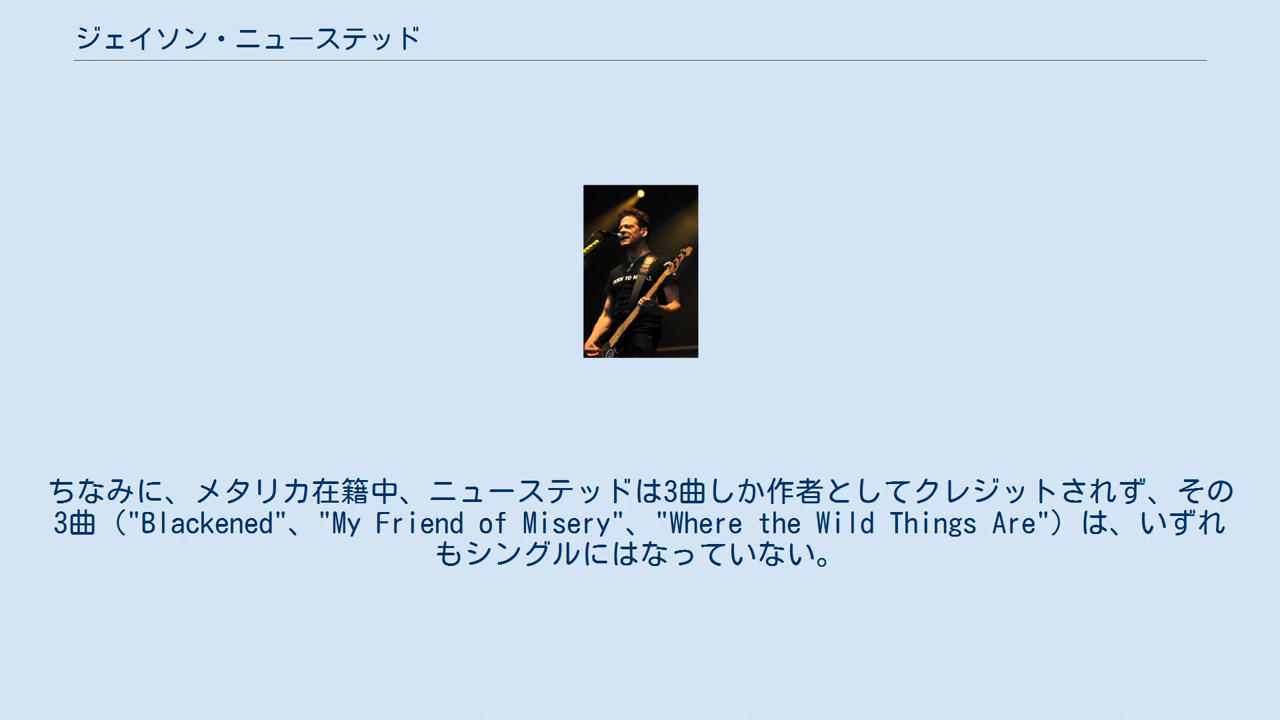 ジェイソン・ニューステッド
ちなみに、メタリカ在籍中、ニューステッドは3曲しか作者としてクレジットされず、その
3曲（"Blackened"、"My Friend of Misery"、"Where the Wild Things Are"）は、いずれ
もシングルにはなっていない。